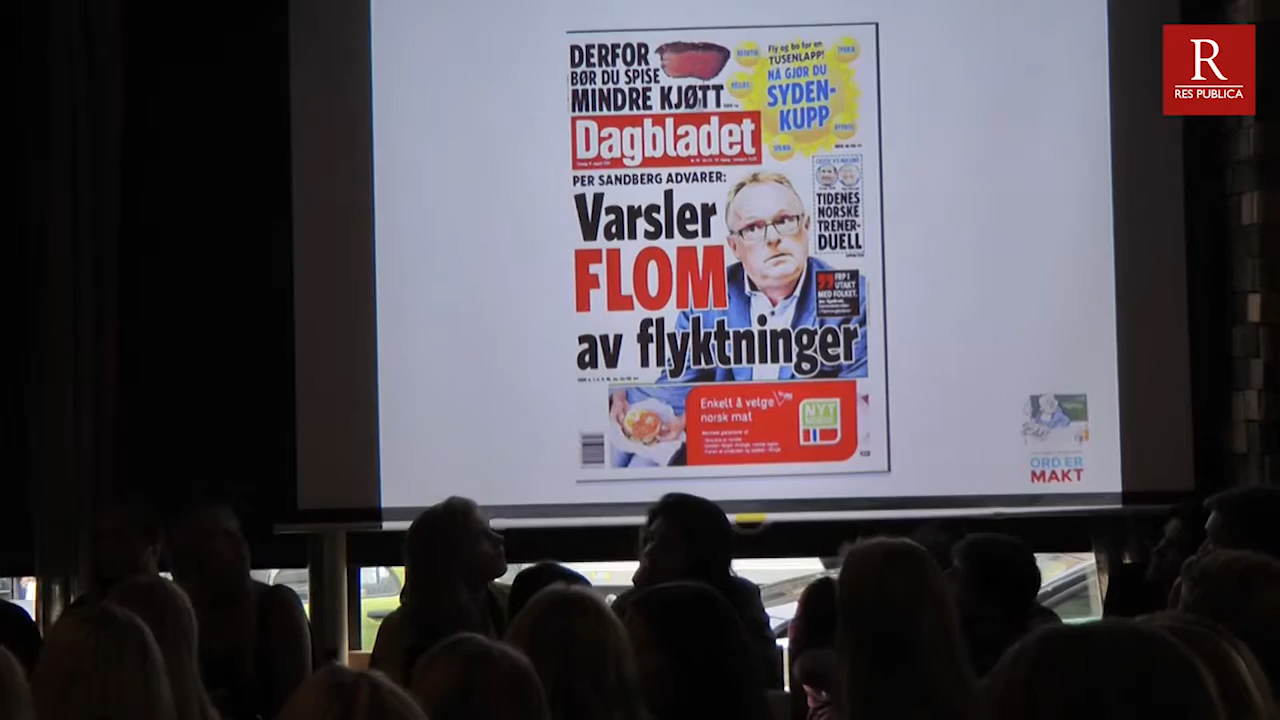 R
RES PUBLICA
DERFOR
BØR DU SPISE
MINDRE KJØTT
Fly og bo for en
TUSENLAPP!
NÅ GJØR DU
SYDEN-
KUPP
Dagbladet
PER SANDBERG ADVARER:
Varsler
FLOM
av flyktninger
TIDENES
NORSKE
TRENER-
DUELL
FRP I
UTAKT
MED FOLKET.
Enkelt å velge
norsk mat
NYT
ORD ER
MAKT